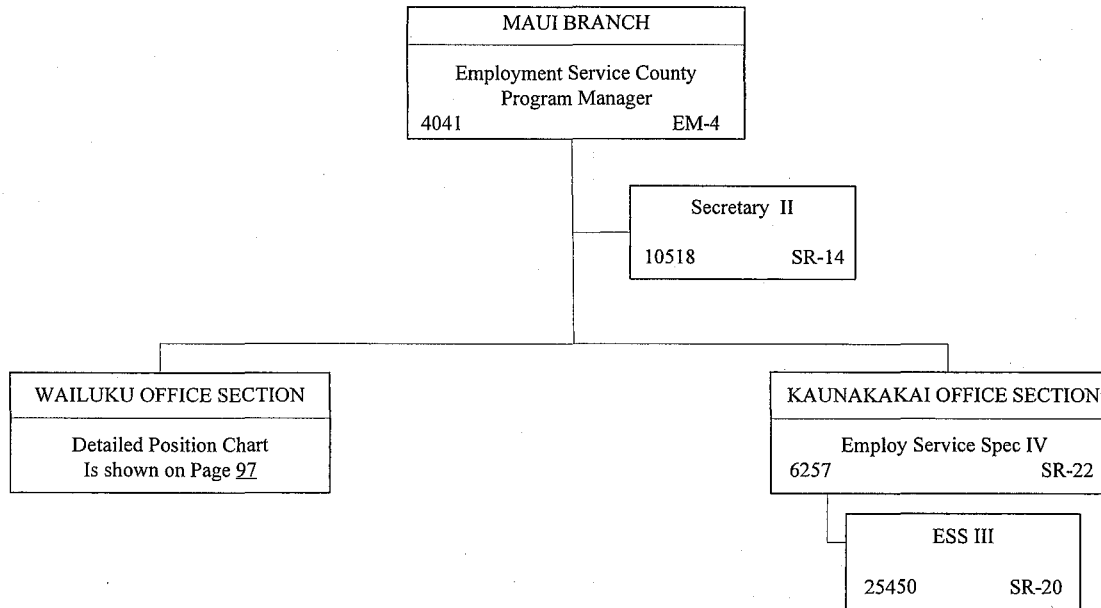 MAUI BRANCH
Employment Service County
Program Manager
4041 EM-4
Secretary II
10518 SR-14
WAILUKU OFFICE SECTION
Detailed Position Chart
Is shown on Page 97
KAUNAKAKAI OFFICE SECTION
Employ Service Spec IV
6257 SR-22
ESS III
25450 SR-20